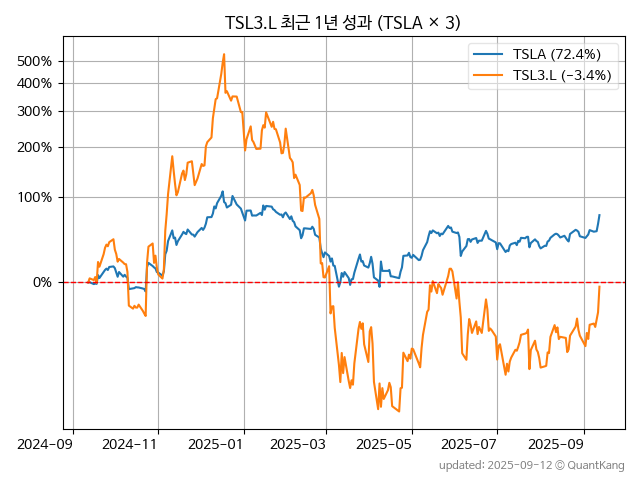 TSL3.L 최근 1년 성과 (TSLA × 3)
TSLA (72.4%)
TSL3.L (−3.4%)
500%
400%
300%
200%
100%
0%
2024−09 2024−11 2025−01 2025−03 2025−05 2025−07 2025−09
updated: 2025-09-12 © QuantKang